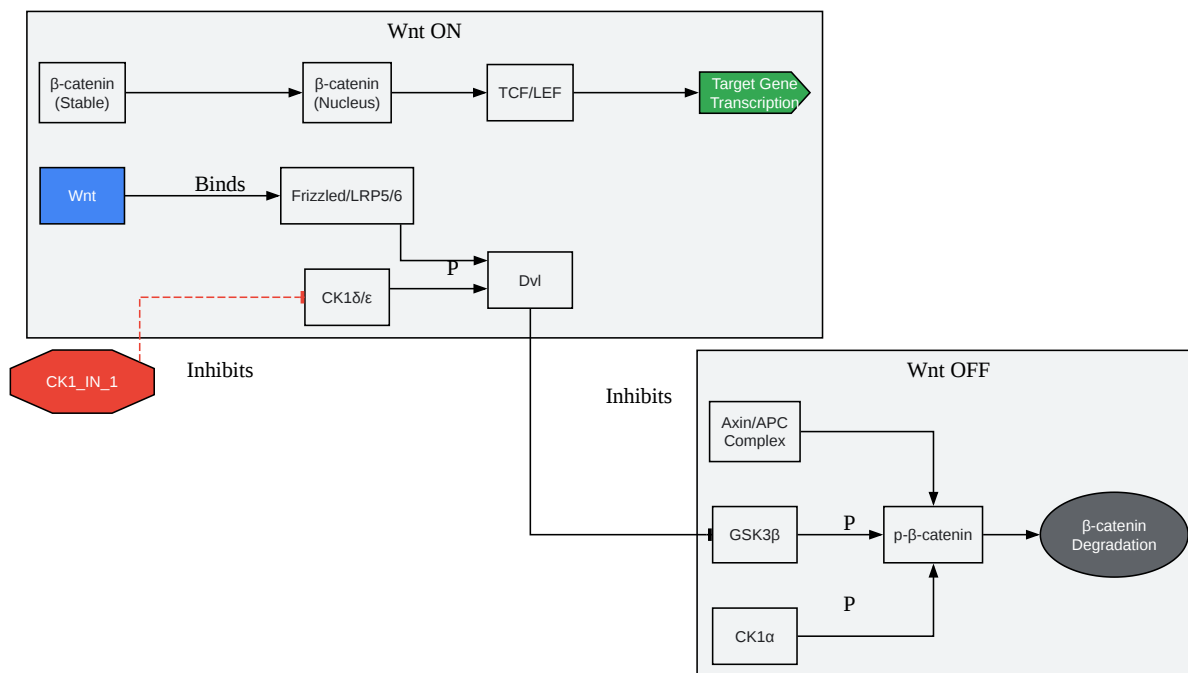 Wnt ON
β-catenin
(Stable)
β-catenin
(Nucleus)
TCF/LEF
Target Gene
Transcription
Wnt
Binds
Frizzled/LRP5/6
P
Dvl
CK1δ/ε
CK1_IN_1
Inhibits
Inhibits
Wnt OFF
Axin/APC
Complex
GSK3β
P
p-β-catenin
β-catenin
Degradation
P
CK1α